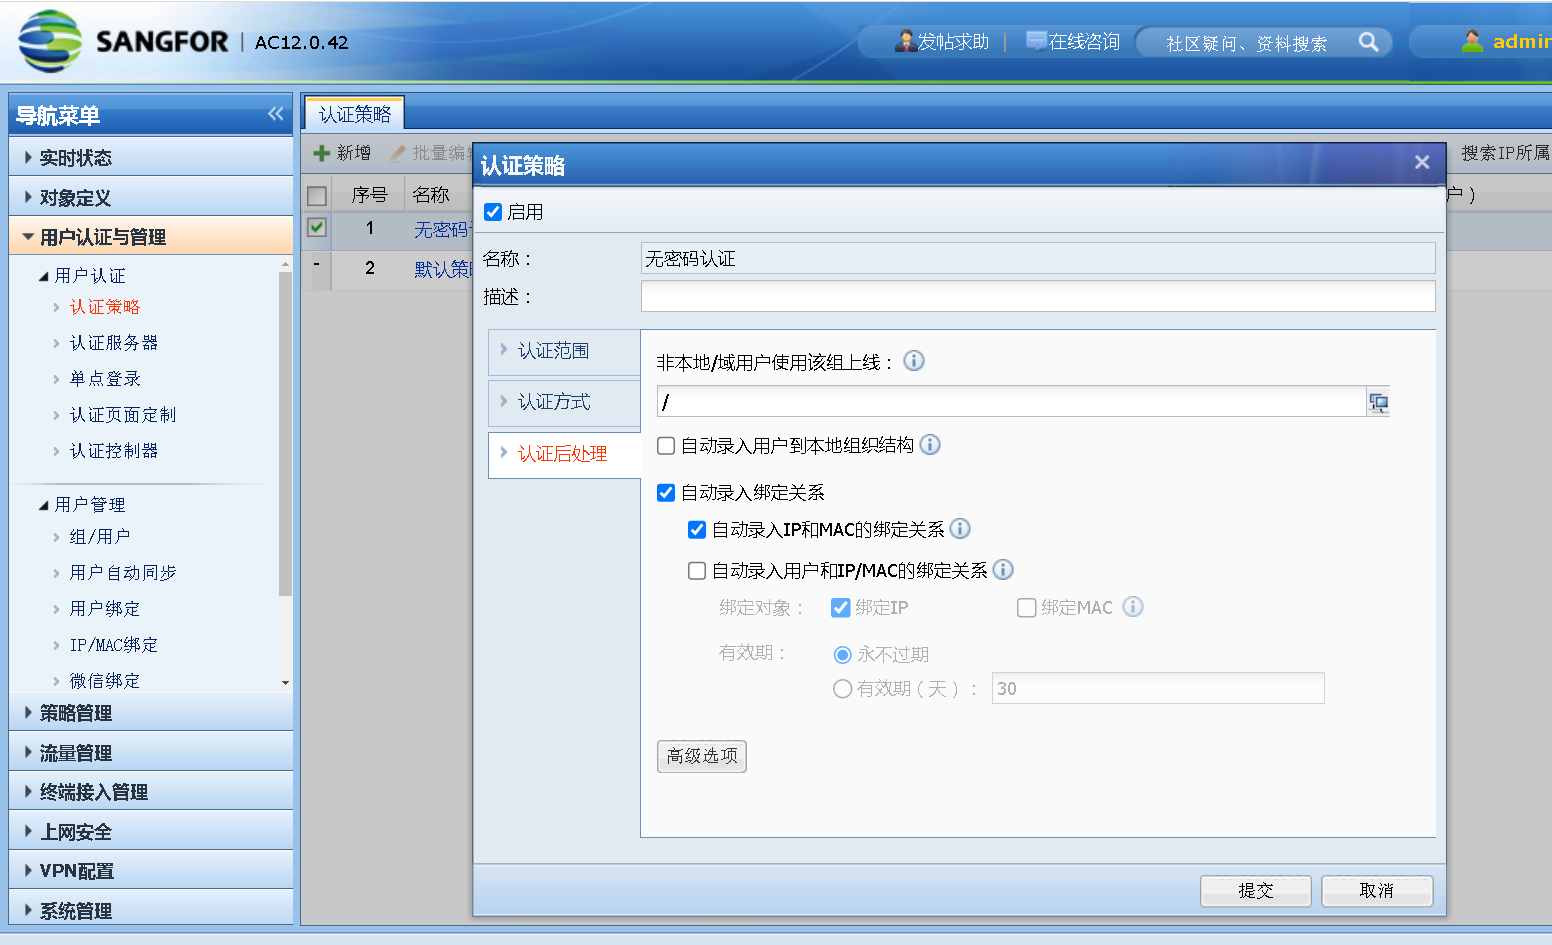 SANGFOR | AC12.0.42
发帖求助 | 在线咨询
社区疑问、资料搜索
admin
导航菜单
实时状态
对象定义
用户认证与管理
用户认证
认证策略
认证服务器
单点登录
认证页面定制
认证控制器
用户管理
组/用户
用户自动同步
用户绑定
IP/MAC绑定
微信绑定
策略管理
流量管理
终端接入管理
上网安全
VPN配置
系统管理
认证策略
新增 批量编
搜索IP所属
序号 名称
户)
1 无密码
2 默认策
认证策略
启用
名称: 无密码认证
描述:
认证范围
认证方式
认证后处理
非本地/域用户使用该组上线:
/
自动录入用户到本地组织结构
自动录入绑定关系
自动录入IP和MAC的绑定关系
自动录入用户和IP/MAC的绑定关系
绑定对象: 绑定IP 绑定MAC
有效期: 永不过期
有效期(天): 30
高级选项
提交 取消